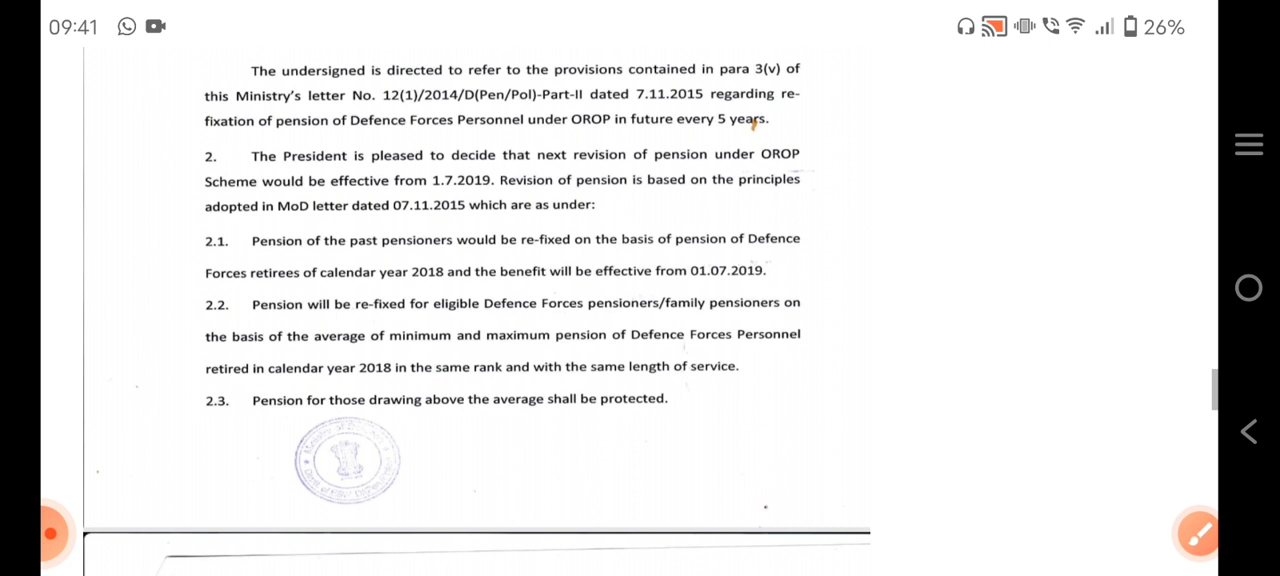 09:41
26%
The undersigned is directed to refer to the provisions contained in para 3(v) of
this Ministry's letter No. 12(1)/2014/D(Pen/Pol)-Part-II dated 7.11.2015 regarding re-
fixation of pension of Defence Forces Personnel under OROP in future every 5 years.
2. The President is pleased to decide that next revision of pension under OROP
Scheme would be effective from 1.7.2019. Revision of pension is based on the principles
adopted in MoD letter dated 07.11.2015 which are as under:
2.1. Pension of the past pensioners would be re-fixed on the basis of pension of Defence
Forces retirees of calendar year 2018 and the benefit will be effective from 01.07.2019.
2.2. Pension will be re-fixed for eligible Defence Forces pensioners/family pensioners on
the basis of the average of minimum and maximum pension of Defence Forces Personnel
retired in calendar year 2018 in the same rank and with the same length of service.
2.3. Pension for those drawing above the average shall be protected.
Ministry of